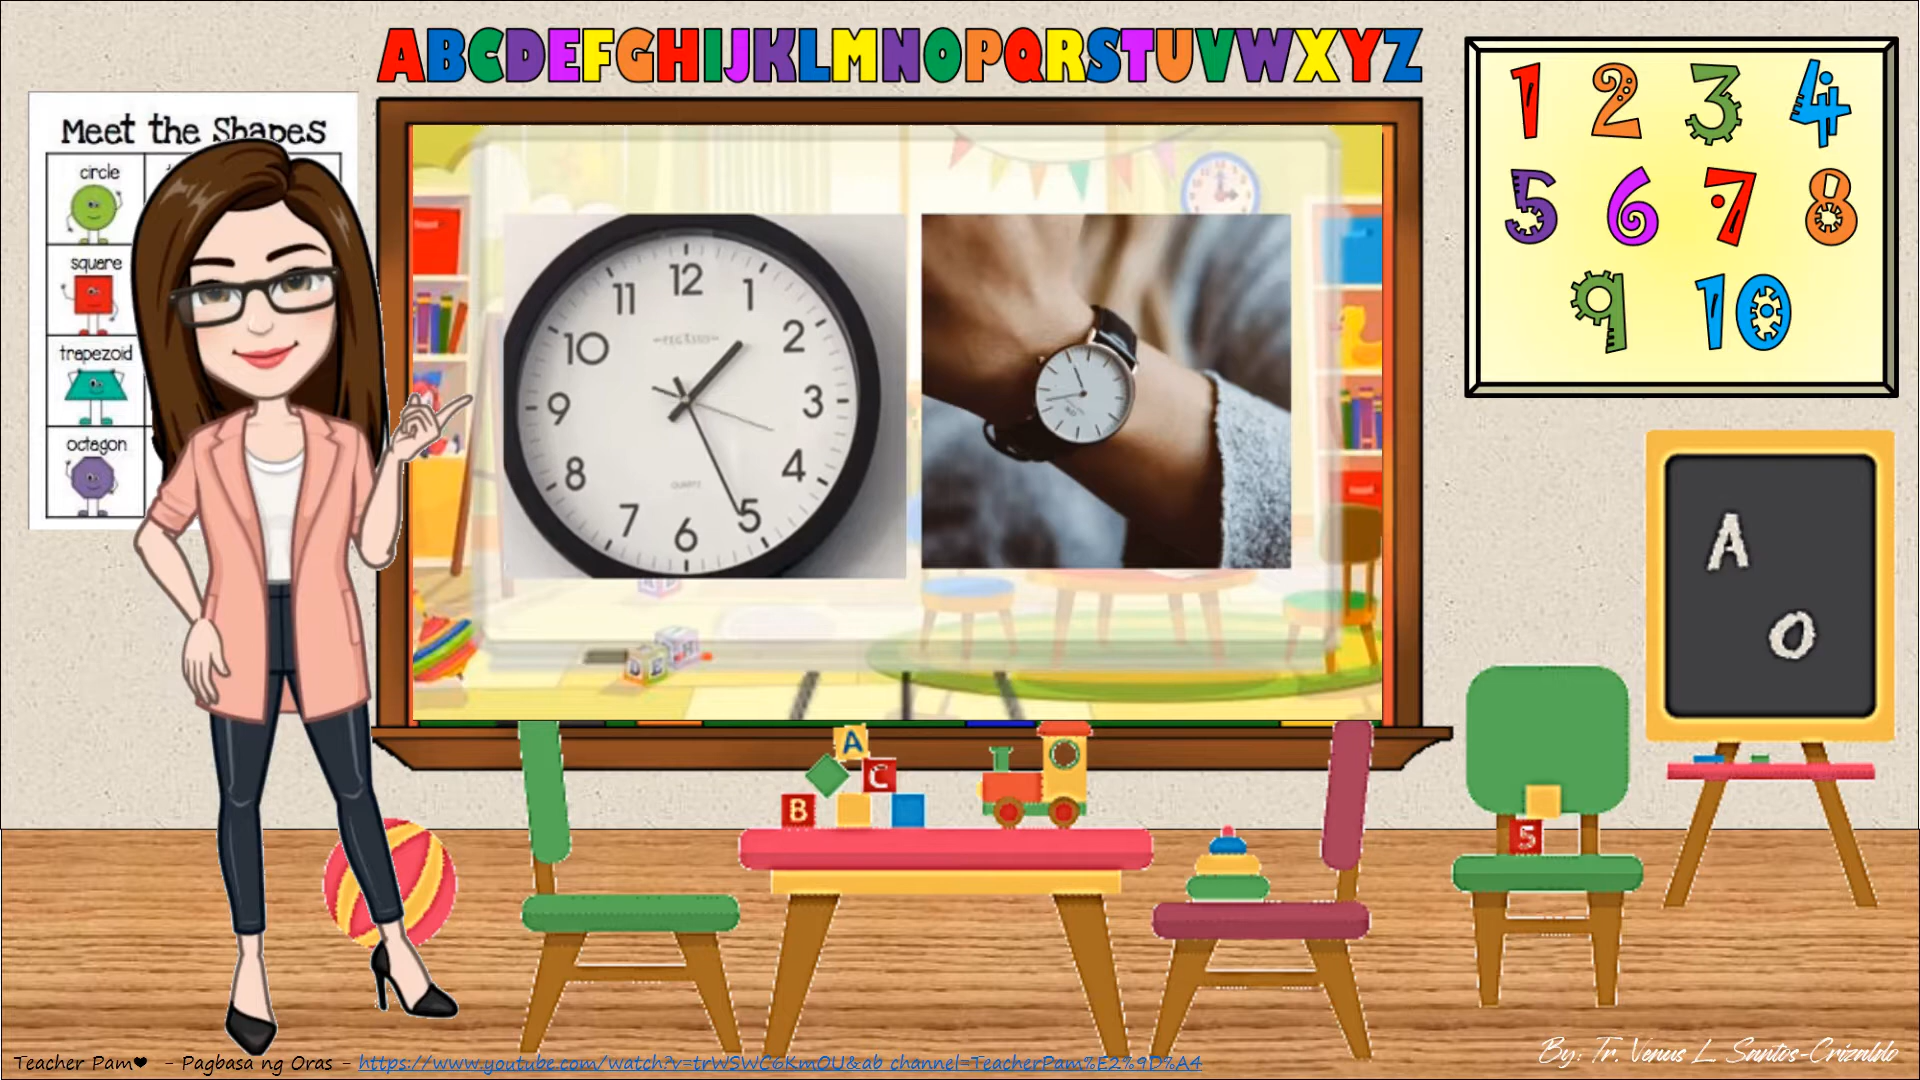 ABCDEFGHIJKLMNOPQRSTUVWXYZ
Meet the Shapes
circle
square
trapezoid
octagon
12
11
1
10
2
9
3
8
4
7
5
6
QUARTZ
1 2 3 4
5 6 7 8
9 10
A
O
A
C
B
D E H
5
Teacher Pam❤ - Pagbasa ng Oras - https://www.youtube.com/watch?v=trWSWC6KmOU&ab_channel=TeacherPam%E2%9D%A4
By: Tr. Venus L. Santos-Crizaldo